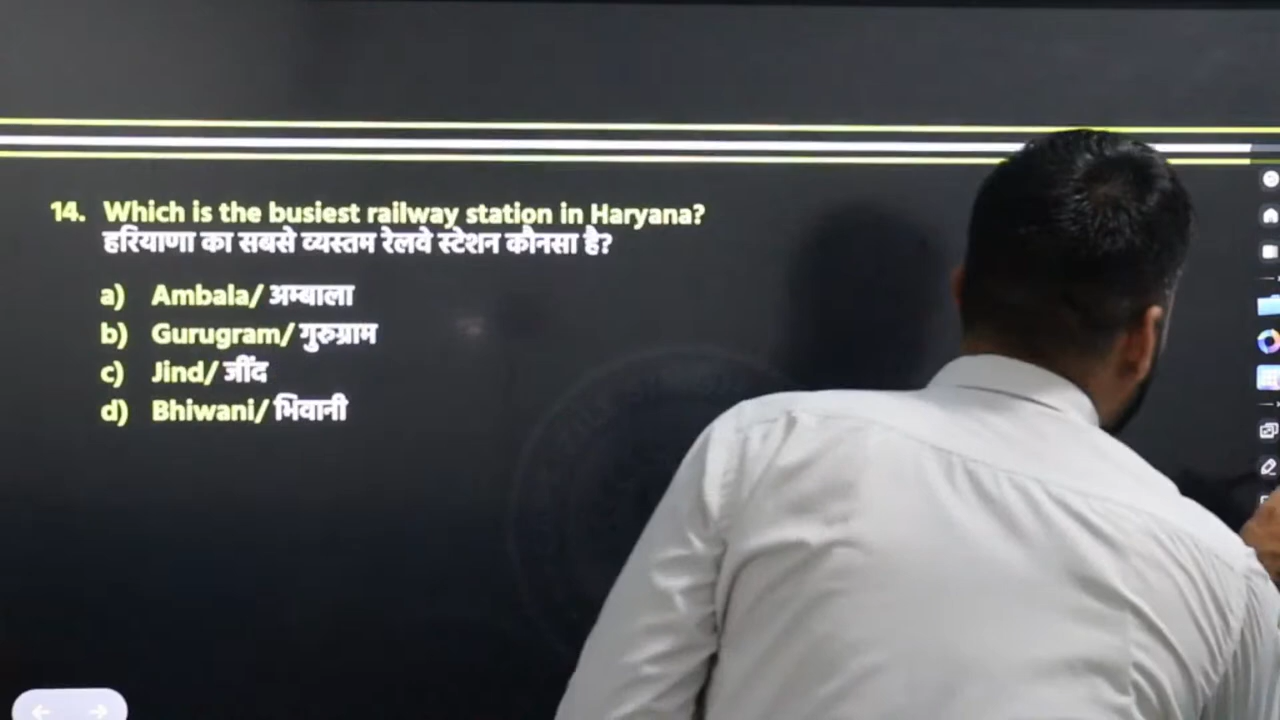 14. Which is the busiest railway station in Haryana?
हरियाणा का सबसे व्यस्तम रेलवे स्टेशन कौनसा है?
a) Ambala/ अम्बाला
b) Gurugram/ गुरुग्राम
c) Jind/ जींद
d) Bhiwani/ भिवानी